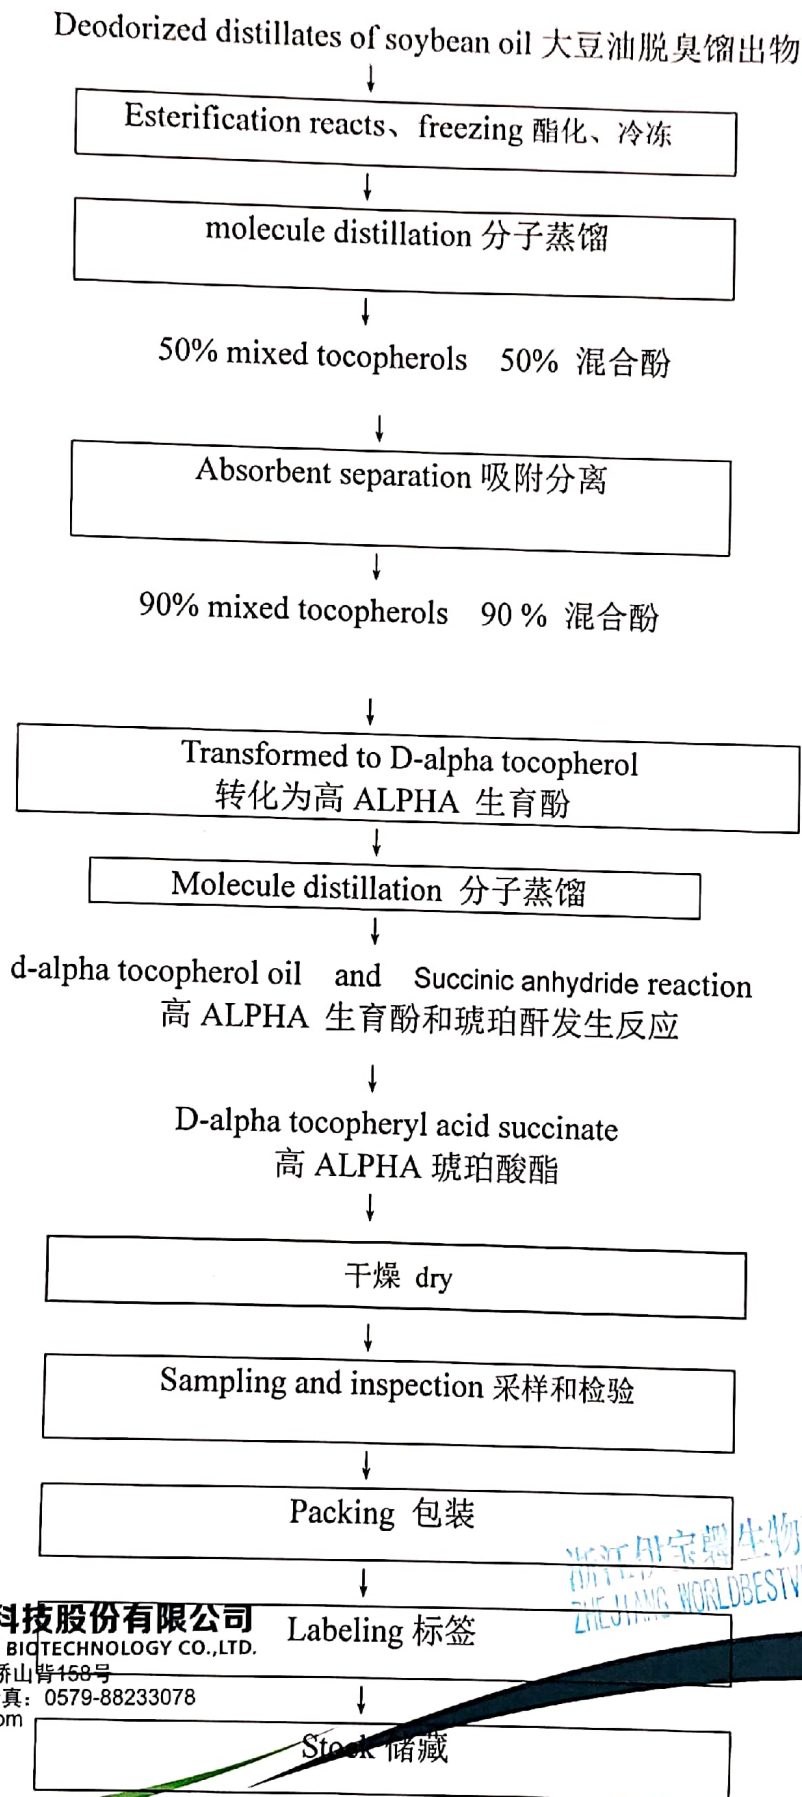 Deodorized distillates of soybean oil 大豆油脱臭馏出物
Esterification reacts、freezing 酯化、冷冻
molecule distillation 分子蒸馏
50% mixed tocopherols 50% 混合酚
Absorbent separation 吸附分离
90% mixed tocopherols 90 % 混合酚
Transformed to D-alpha tocopherol
转化为高 ALPHA 生育酚
Molecule distillation 分子蒸馏
d-alpha tocopherol oil and Succinic anhydride reaction
高 ALPHA 生育酚和琥珀酐发生反应
D-alpha tocopheryl acid succinate
高 ALPHA 琥珀酸酯
干燥 dry
Sampling and inspection 采样和检验
Packing 包装
浙江 生物
ZHEJIANG WORLDBESTV
科技股份有限公司
BIOTECHNOLOGY CO.,LTD.
Labeling 标签
桥山背158号
真：0579-88233078
om
Stock 储藏